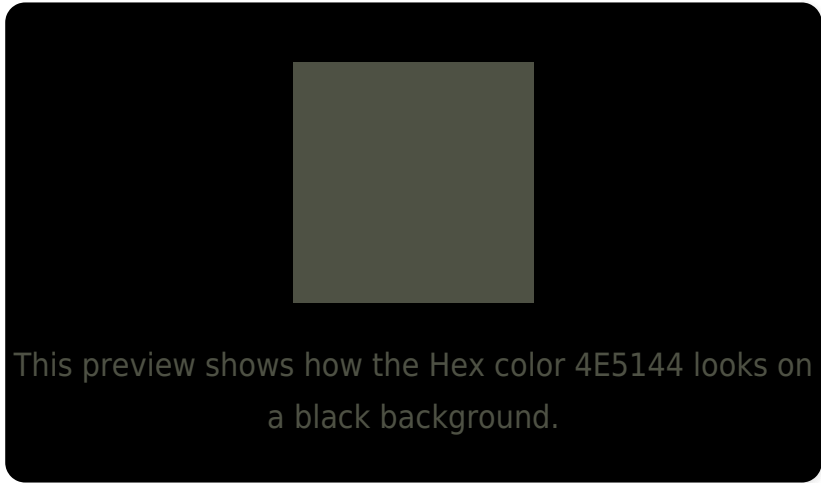 This preview shows how the Hex color 4E5144 looks on
a black background.